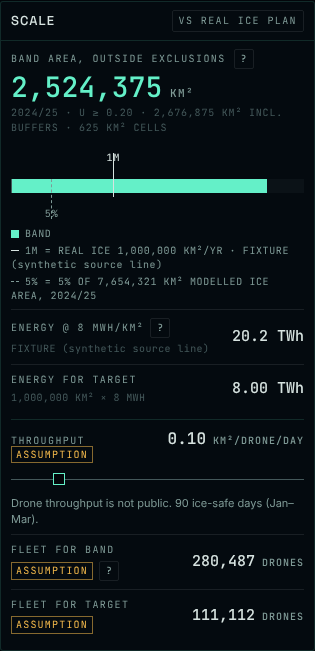 SCALE
VS REAL ICE PLAN
BAND AREA, OUTSIDE EXCLUSIONS ?
2,524,375 KM²
2024/25 · U ≥ 0.20 · 2,676,875 KM² INCL.
BUFFERS · 625 KM² CELLS
1M
5%
BAND
1M = REAL ICE 1,000,000 KM²/YR · FIXTURE
(synthetic source line)
5% = 5% OF 7,654,321 KM² MODELLED ICE
AREA, 2024/25
ENERGY @ 8 MWH/KM² ?
20.2 TWh
FIXTURE (synthetic source line)
ENERGY FOR TARGET
8.00 TWh
1,000,000 KM² × 8 MWH
THROUGHPUT
0.10 KM²/DRONE/DAY
ASSUMPTION
Drone throughput is not public. 90 ice-safe days (Jan–
Mar).
FLEET FOR BAND
280,487 DRONES
ASSUMPTION ?
FLEET FOR TARGET
111,112 DRONES
ASSUMPTION